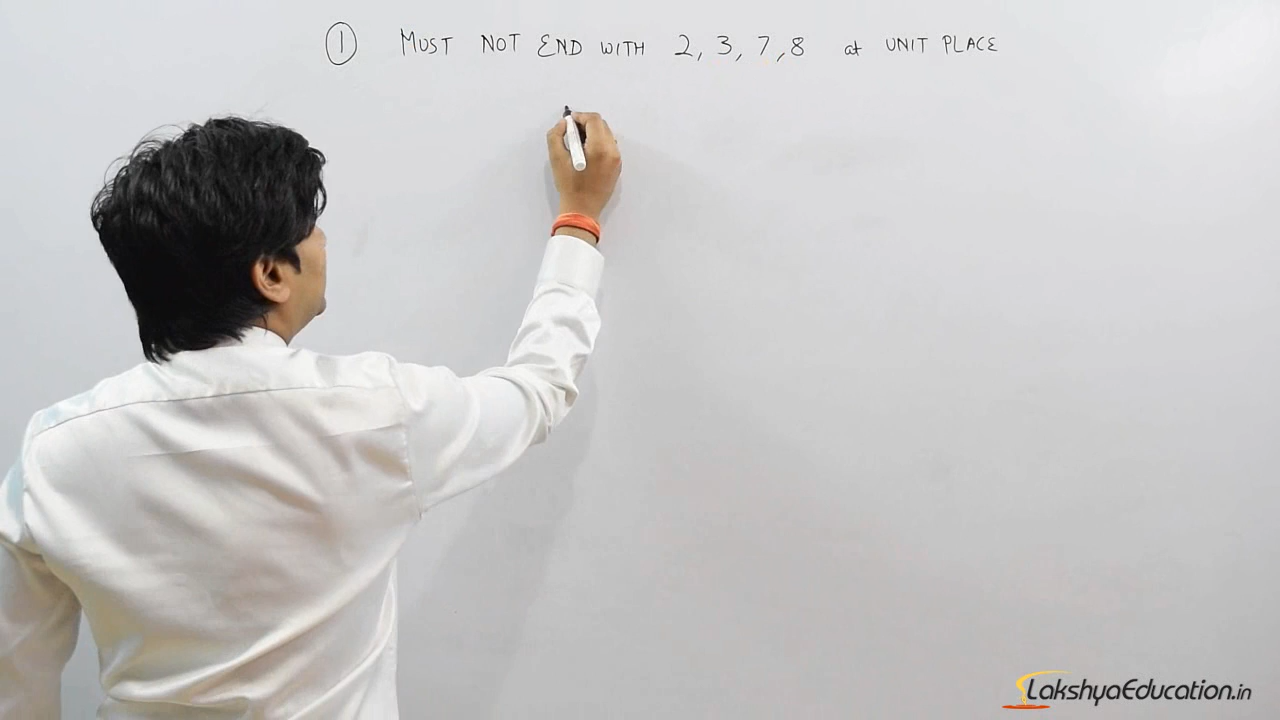 ① MUST NOT END WITH 2, 3, 7, 8 at UNIT PLACE
LakshyaEducation.in